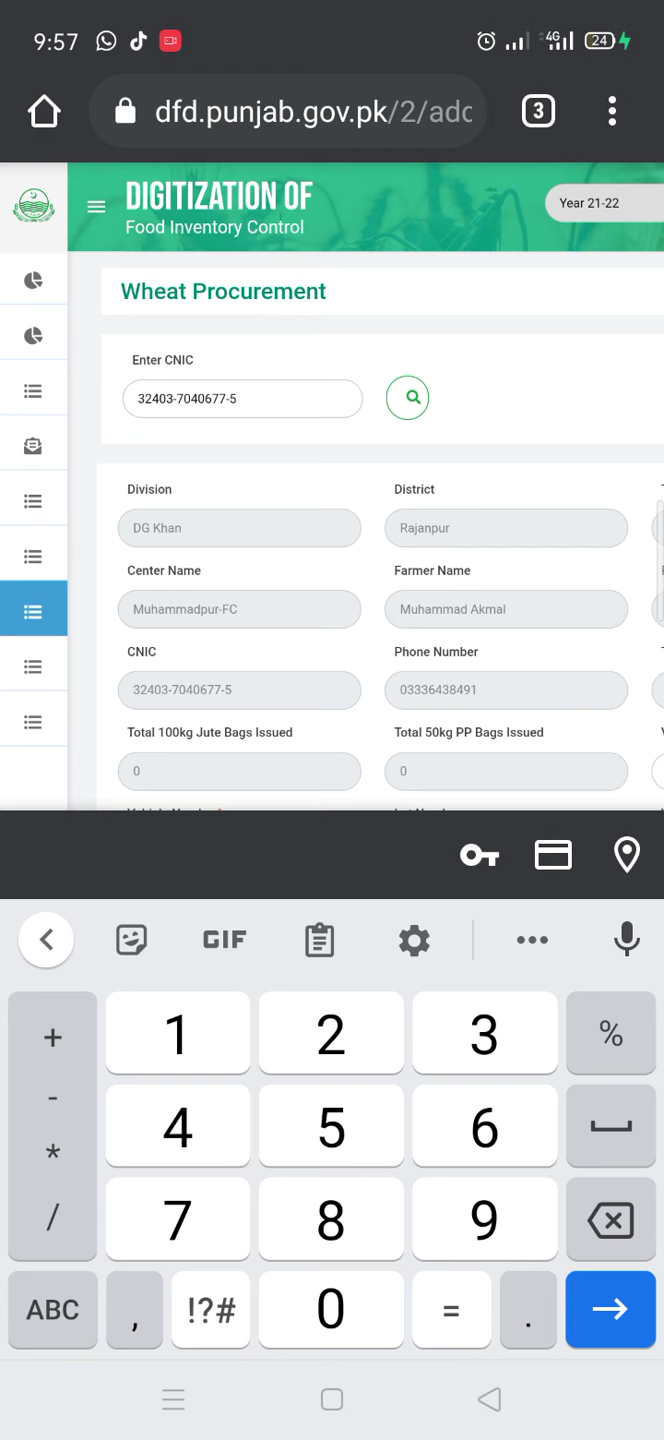 9:57 4G 24
dfd.punjab.gov.pk/2/adc 3
DIGITIZATION OF
Food Inventory Control
Year 21-22
Wheat Procurement
Enter CNIC
32403-7040677-5
Division District
DG Khan Rajanpur
Center Name Farmer Name
Muhammadpur-FC Muhammad Akmal
CNIC Phone Number
32403-7040677-5 03336438491
Total 100kg Jute Bags Issued Total 50kg PP Bags Issued
0 0
GIF
+ 1 2 3 %
- 4 5 6
*
/ 7 8 9
ABC , !?# 0 = .